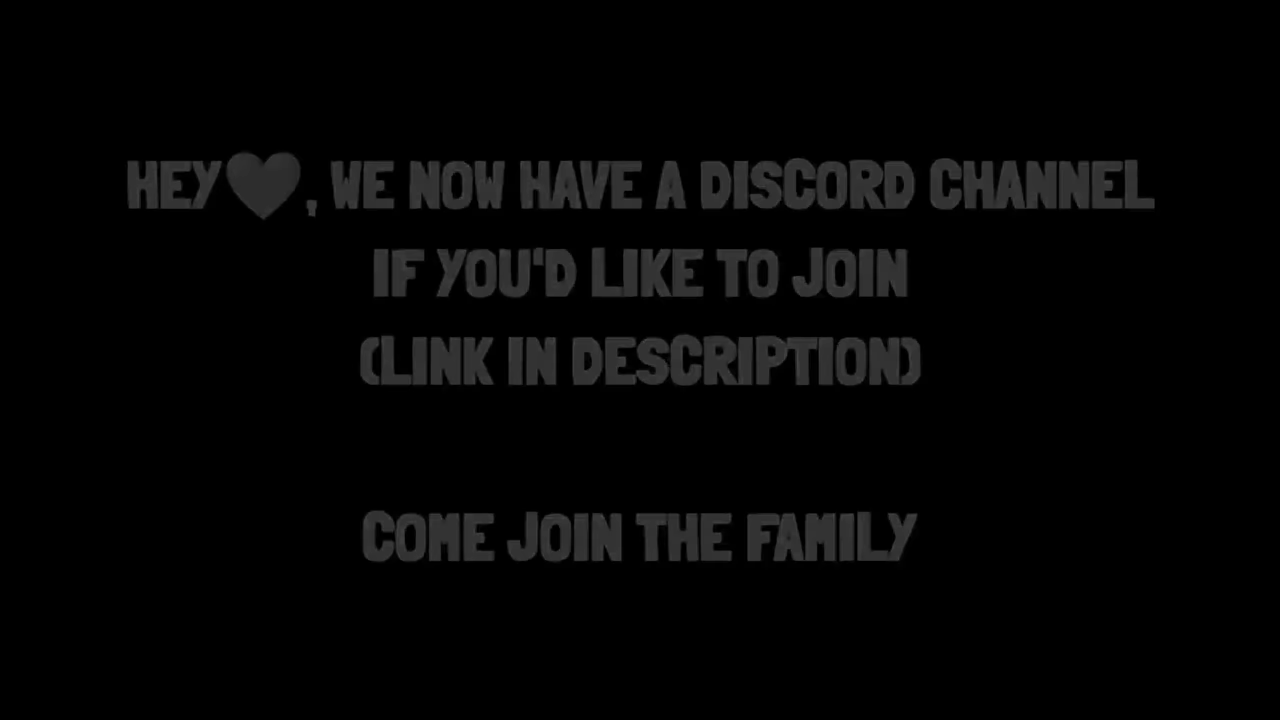 HEY🖤, WE NOW HAVE A DISCORD CHANNEL
IF YOU'D LIKE TO JOIN
(LINK IN DESCRIPTION)
COME JOIN THE FAMILY